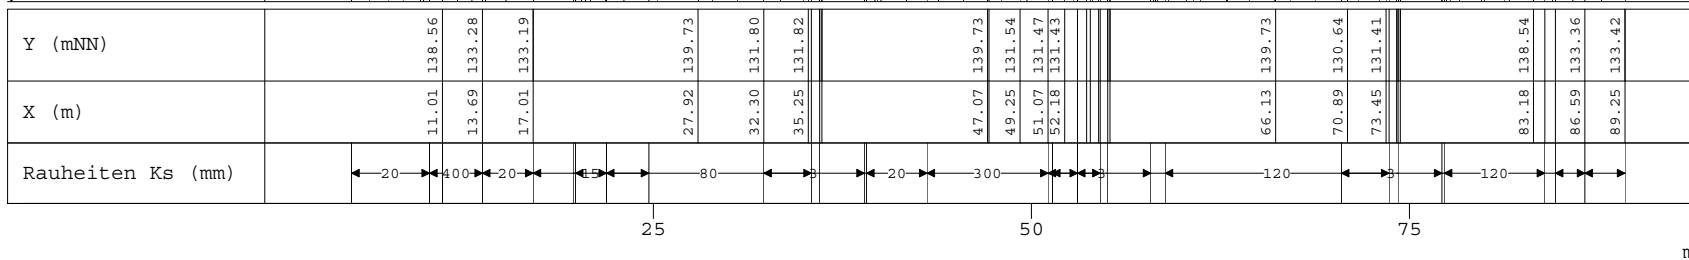 Y (mNN) 138.56 133.28 133.19 139.73 131.80 131.82 139.73 131.54 131.47 131.43 139.73 130.64 131.41 138.54 133.36 133.42
X (m) 11.01 13.69 17.01 27.92 32.30 35.25 47.07 49.25 51.07 52.18 66.13 70.89 73.45 83.18 86.59 89.25
Rauheiten Ks (mm) 20 400 20 15 80 3 20 300 3 120 3 120
25 50 75